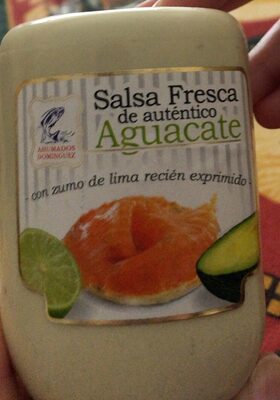 Salsa Fresca
de auténtico
Aguacate
AHUMADOS
DOMINGUEZ
- con zumo de lima recién exprimido -